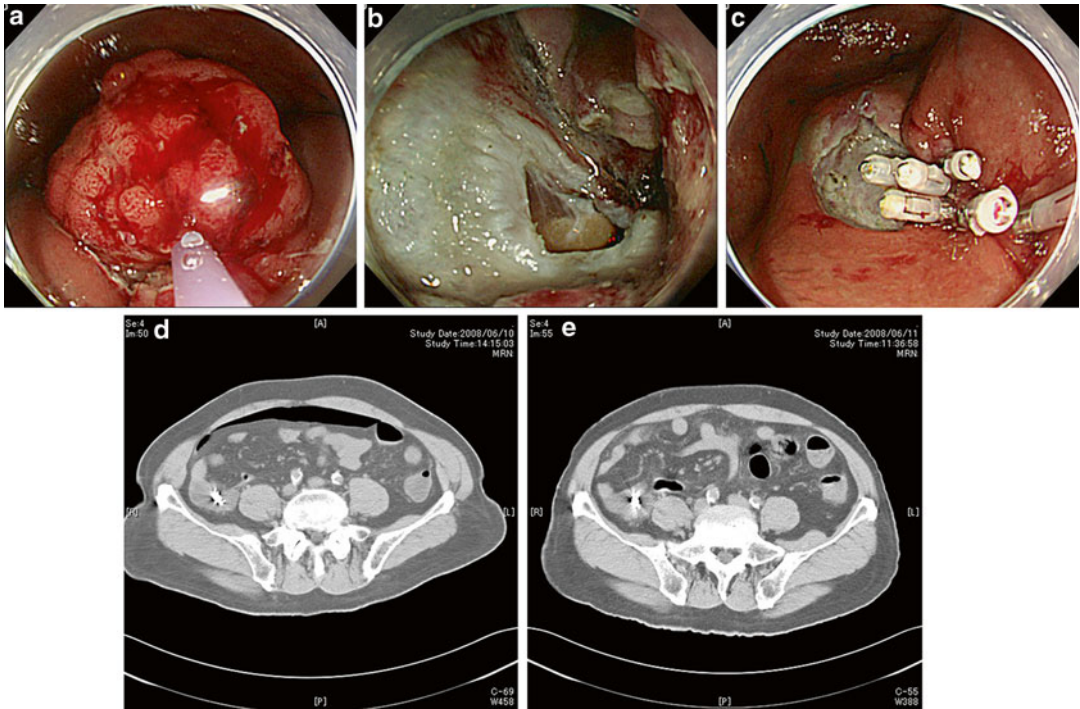 a
b
c
Se:4
Im:50
d
[A]
Study Date:2008/06/10
Study Time:14:15:03
MRN:
[R]
[L]
[P]
C-69
W458
Se:4
Im:55
e
[A]
Study Date:2008/06/11
Study Time:11:36:58
MRN:
[R]
[L]
[P]
C-55
W388